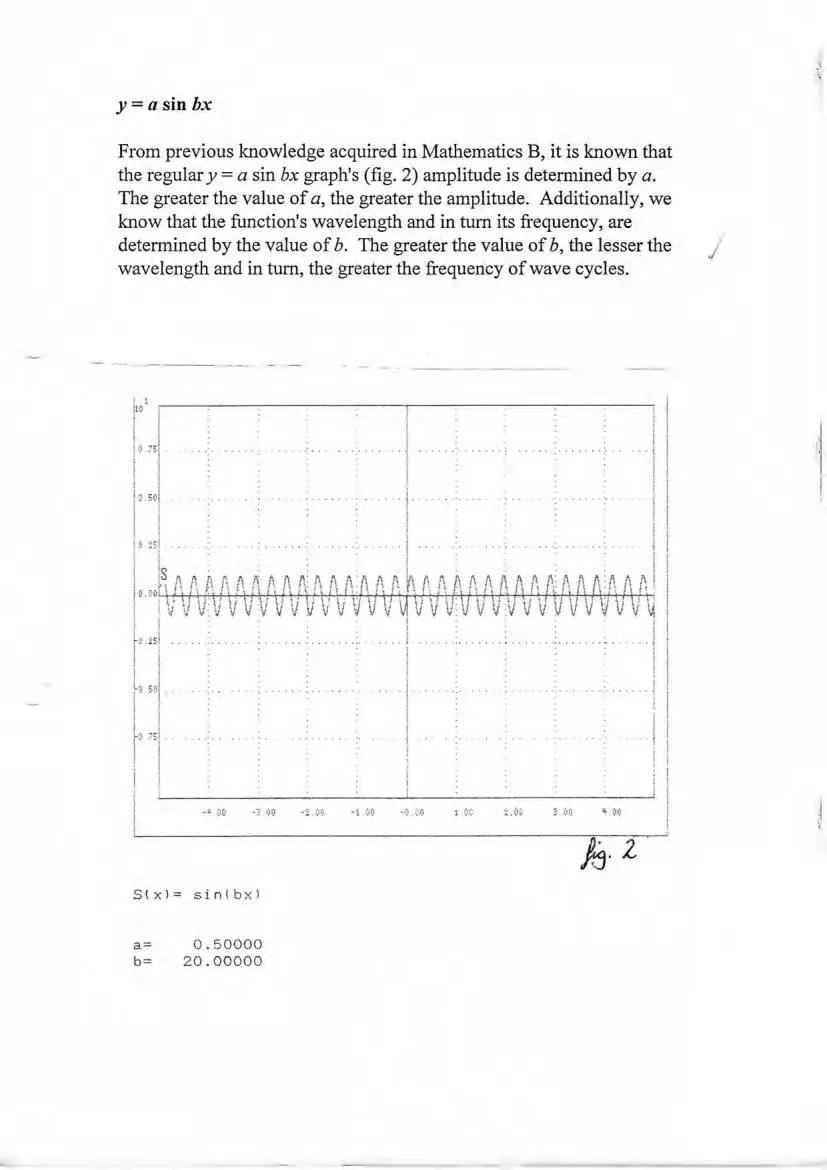 y = a sin bx
From previous knowledge acquired in Mathematics B, it is known that
the regular y = a sin bx graph's (fig. 2) amplitude is determined by a.
The greater the value of a, the greater the amplitude. Additionally, we
know that the function's wavelength and in turn its frequency, are
determined by the value of b. The greater the value of b, the lesser the
wavelength and in turn, the greater the frequency of wave cycles.
10 1
0.75
0.50
0.25
S
0.00
-0.25
-0.50
-0.75
-4.00 -3.00 -2.00 -1.00 -0.00 1.00 2.00 3.00 4.00
fig. 2
S(x)= sin(bx)
a= 0.50000
b= 20.00000